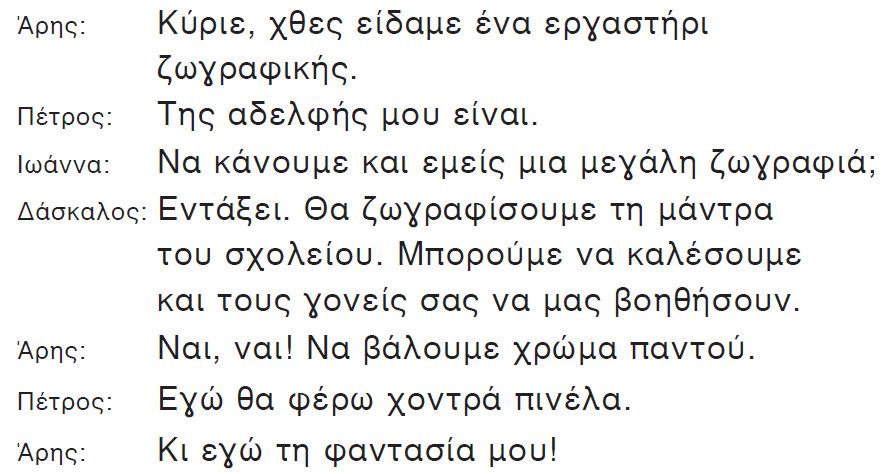 Άρης: Κύριε, χθες είδαμε ένα εργαστήρι
ζωγραφικής.
Πέτρος: Της αδελφής μου είναι.
Ιωάννα: Να κάνουμε και εμείς μια μεγάλη ζωγραφιά;
Δάσκαλος: Εντάξει. Θα ζωγραφίσουμε τη μάντρα
του σχολείου. Μπορούμε να καλέσουμε
και τους γονείς σας να μας βοηθήσουν.
Άρης: Ναι, ναι! Να βάλουμε χρώμα παντού.
Πέτρος: Εγώ θα φέρω χοντρά πινέλα.
Άρης: Κι εγώ τη φαντασία μου!